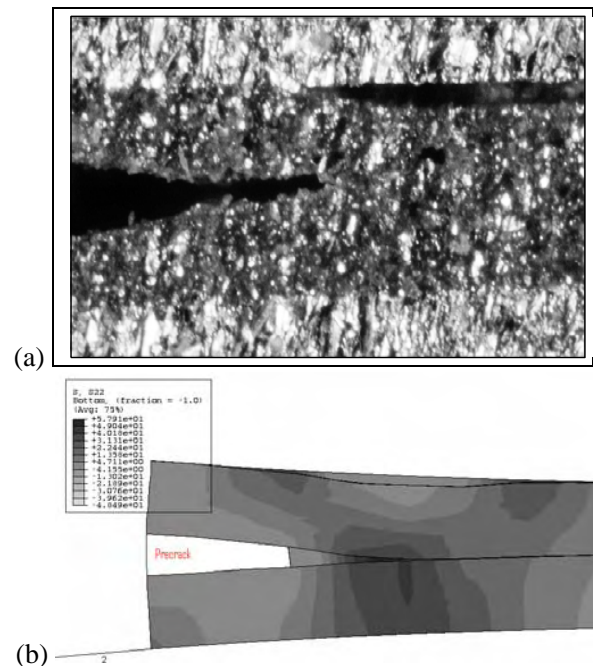 (a)
S, S22
Bottom, (fraction = -1.0)
(Avg: 75%)
+5.791e+01
+4.904e+01
+4.018e+01
+3.131e+01
+2.244e+01
+1.358e+01
+4.711e+00
-4.155e+00
-1.302e+01
-2.189e+01
-3.076e+01
-3.962e+01
-4.849e+01
Precrack
(b)
2